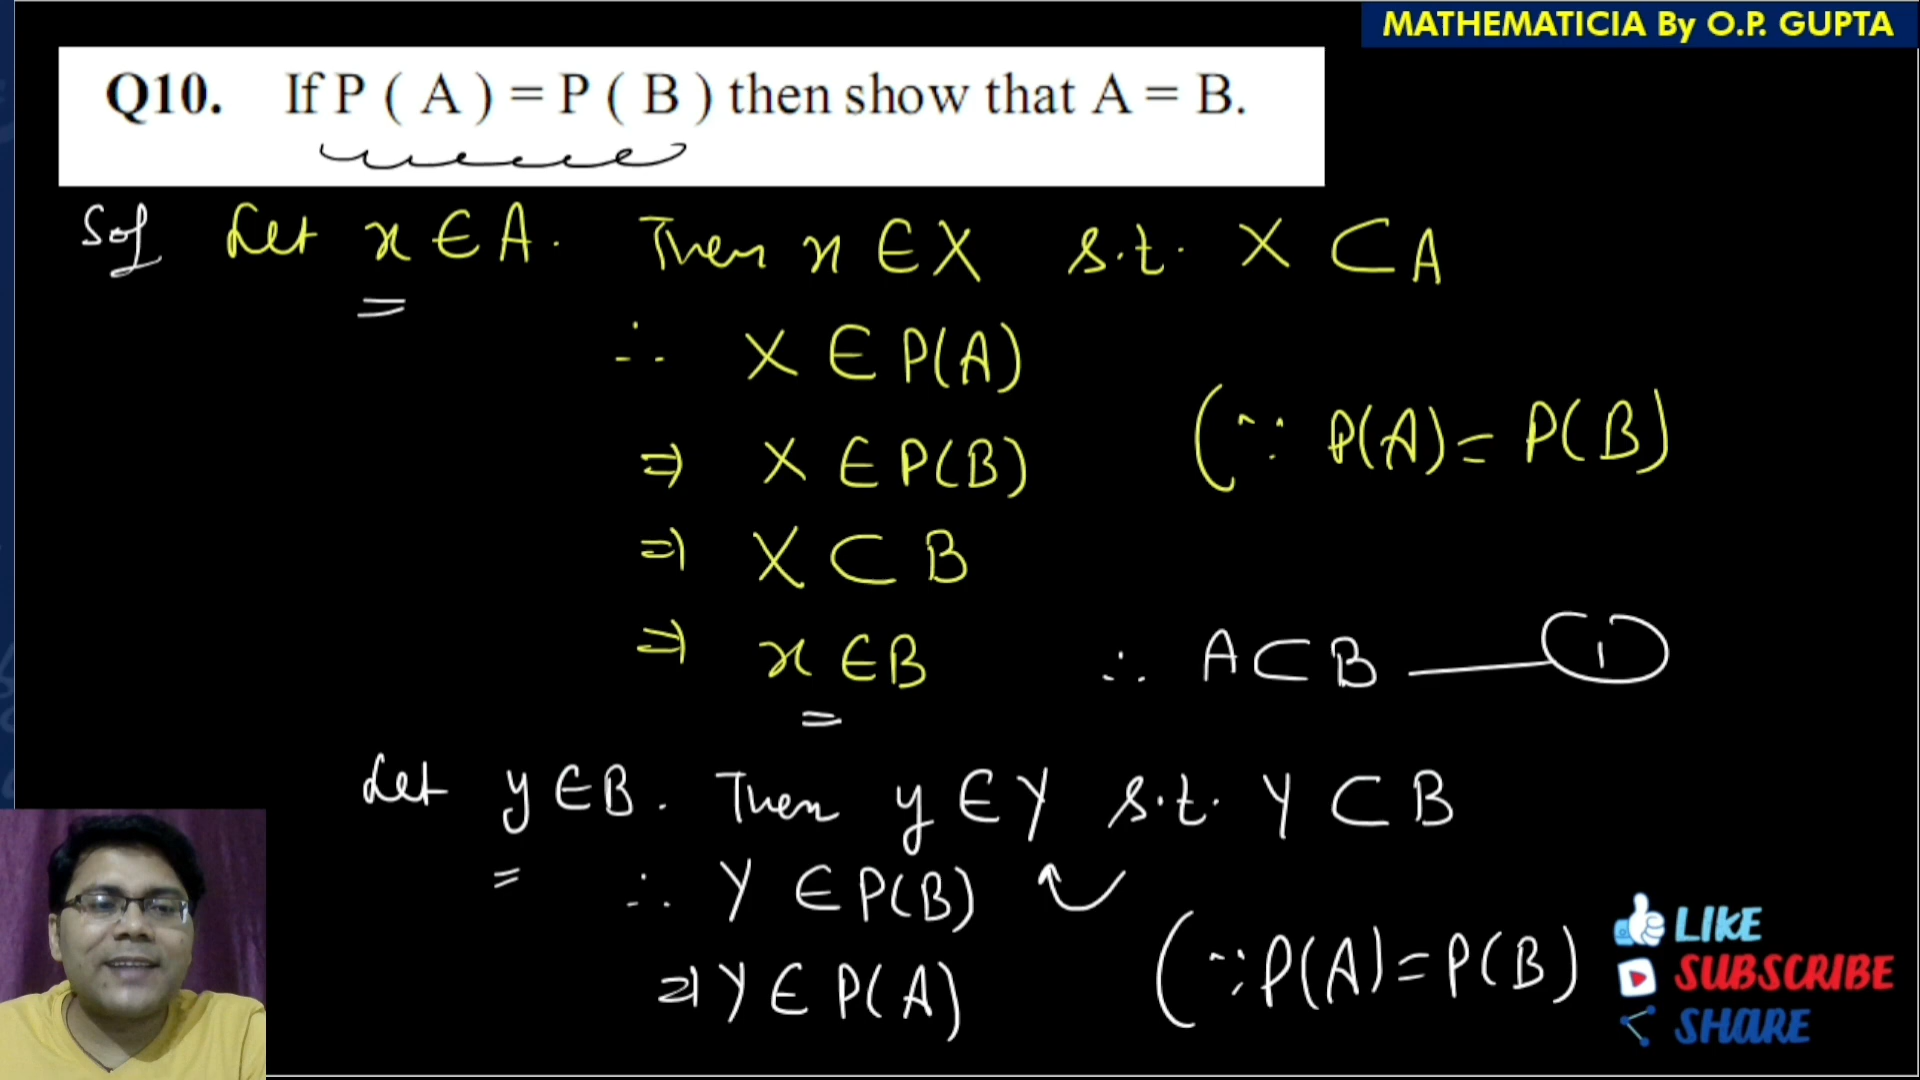 MATHEMATICIA By O.P. GUPTA
Q10. If P ( A ) = P ( B ) then show that A = B.
Sol Let x ∈ A. Then x ∈ X s.t. X ⊂ A
∴ X ∈ P(A)
⇒ X ∈ P(B) (∵ P(A) = P(B)
⇒ X ⊂ B
⇒ x ∈ B ∴ A ⊂ B — 1
Let y ∈ B. Then y ∈ Y s.t. Y ⊂ B
∴ Y ∈ P(B)
⇒ Y ∈ P(A) (∵ P(A) = P(B)
LIKE
SUBSCRIBE
SHARE